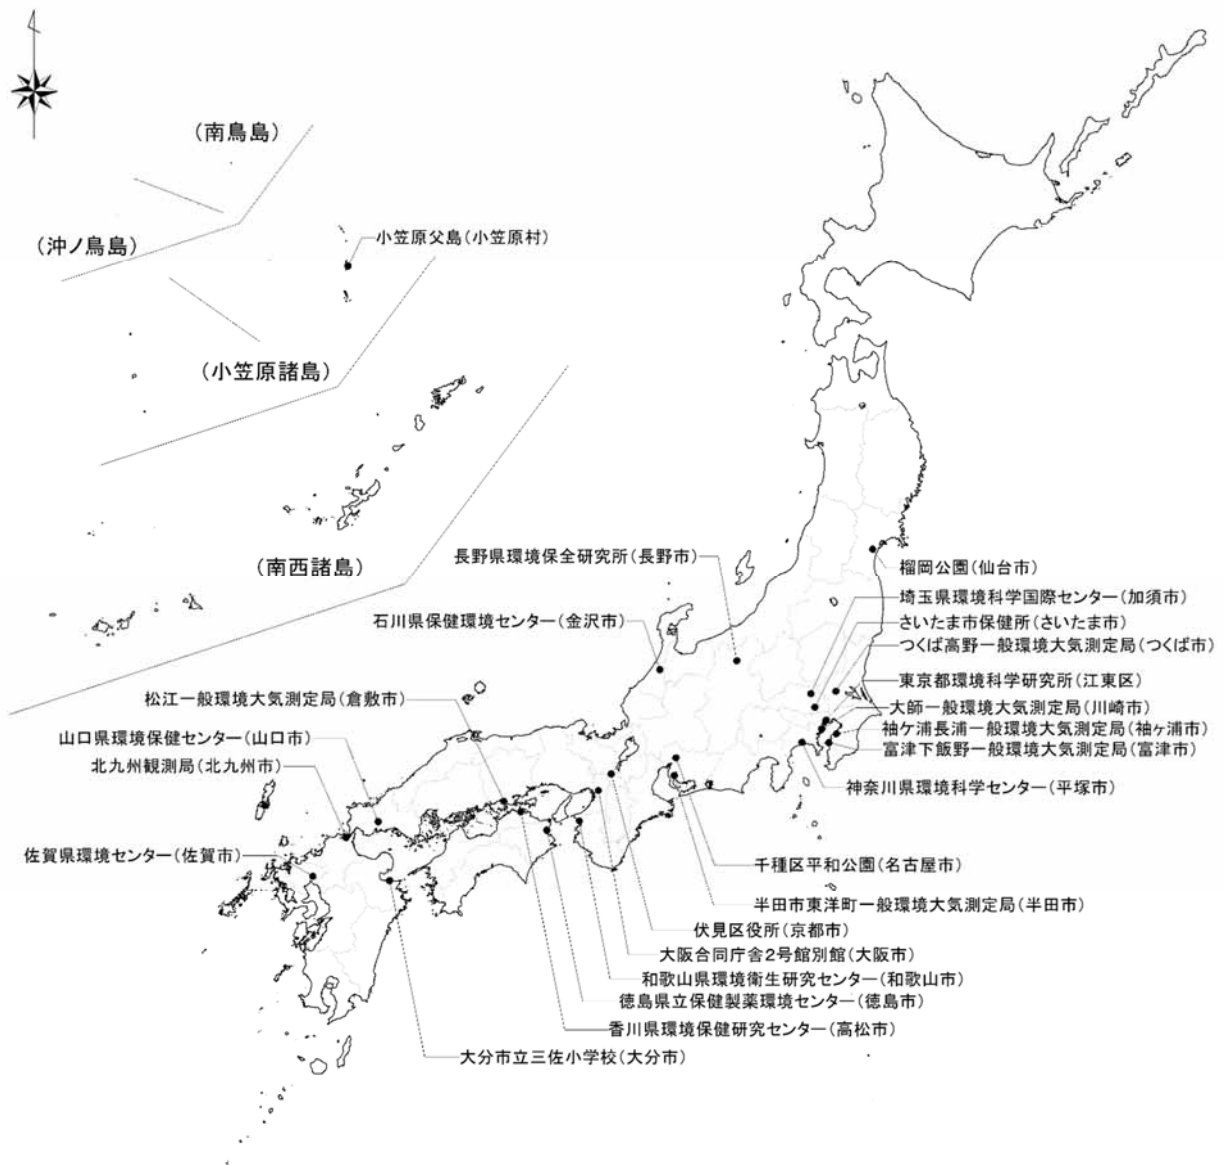 (南鳥島)
(沖ノ鳥島)
小笠原父島(小笠原村)
(小笠原諸島)
(南西諸島)
長野県環境保全研究所(長野市)
石川県保健環境センター(金沢市)
松江一般環境大気測定局(倉敷市)
山口県環境保健センター(山口市)
北九州観測局(北九州市)
佐賀県環境センター(佐賀市)
榴岡公園(仙台市)
埼玉県環境科学国際センター(加須市)
さいたま市保健所(さいたま市)
つくば高野一般環境大気測定局(つくば市)
東京都環境科学研究所(江東区)
大師一般環境大気測定局(川崎市)
袖ケ浦長浦一般環境大気測定局(袖ヶ浦市)
富津下飯野一般環境大気測定局(富津市)
神奈川県環境科学センター(平塚市)
千種区平和公園(名古屋市)
半田市東洋町一般環境大気測定局(半田市)
伏見区役所(京都市)
大阪合同庁舎2号館別館(大阪市)
和歌山県環境衛生研究センター(和歌山市)
徳島県立保健製薬環境センター(徳島市)
香川県環境保健研究センター(高松市)
大分市立三佐小学校(大分市)